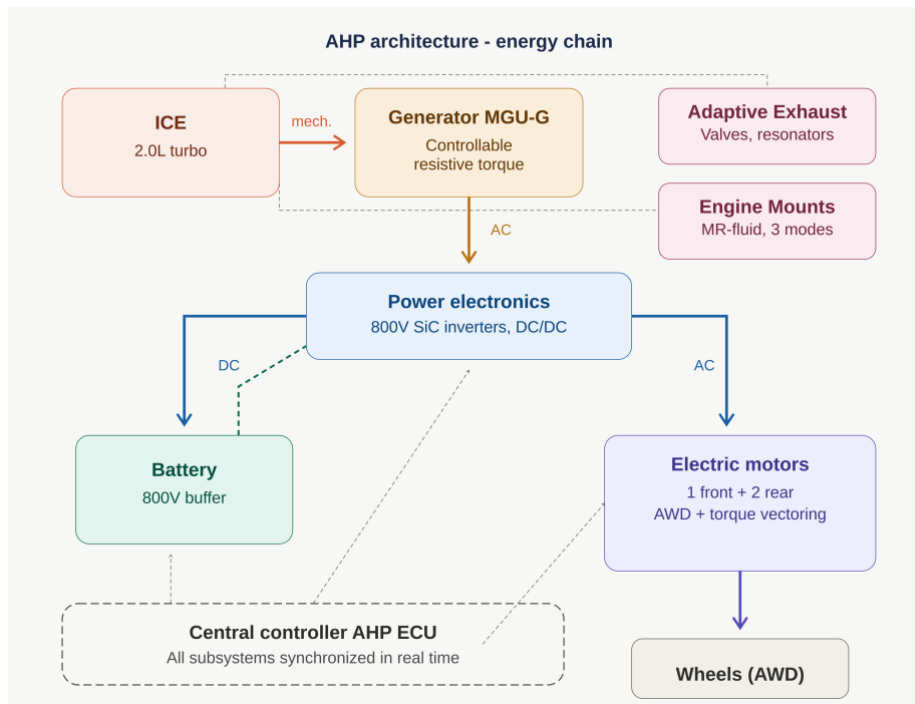 AHP architecture - energy chain
ICE
2.0L turbo
mech.
Generator MGU-G
Controllable
resistive torque
Adaptive Exhaust
Valves, resonators
Engine Mounts
MR-fluid, 3 modes
AC
Power electronics
800V SiC inverters, DC/DC
DC
AC
Battery
800V buffer
Electric motors
1 front + 2 rear
AWD + torque vectoring
Central controller AHP ECU
All subsystems synchronized in real time
Wheels (AWD)